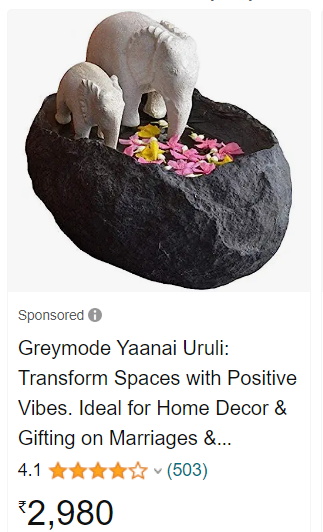 Sponsored
Greymode Yaanai Uruli:
Transform Spaces with Positive
Vibes. Ideal for Home Decor &
Gifting on Marriages &...
4.1 (503)
₹2,980